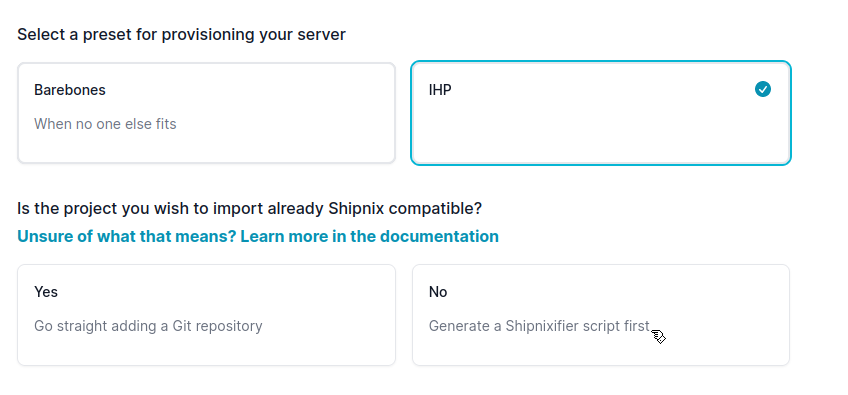 Select a preset for provisioning your server
Barebones
When no one else fits
IHP
Is the project you wish to import already Shipnix compatible?
Unsure of what that means? Learn more in the documentation
Yes
Go straight adding a Git repository
No
Generate a Shipnixifier script first